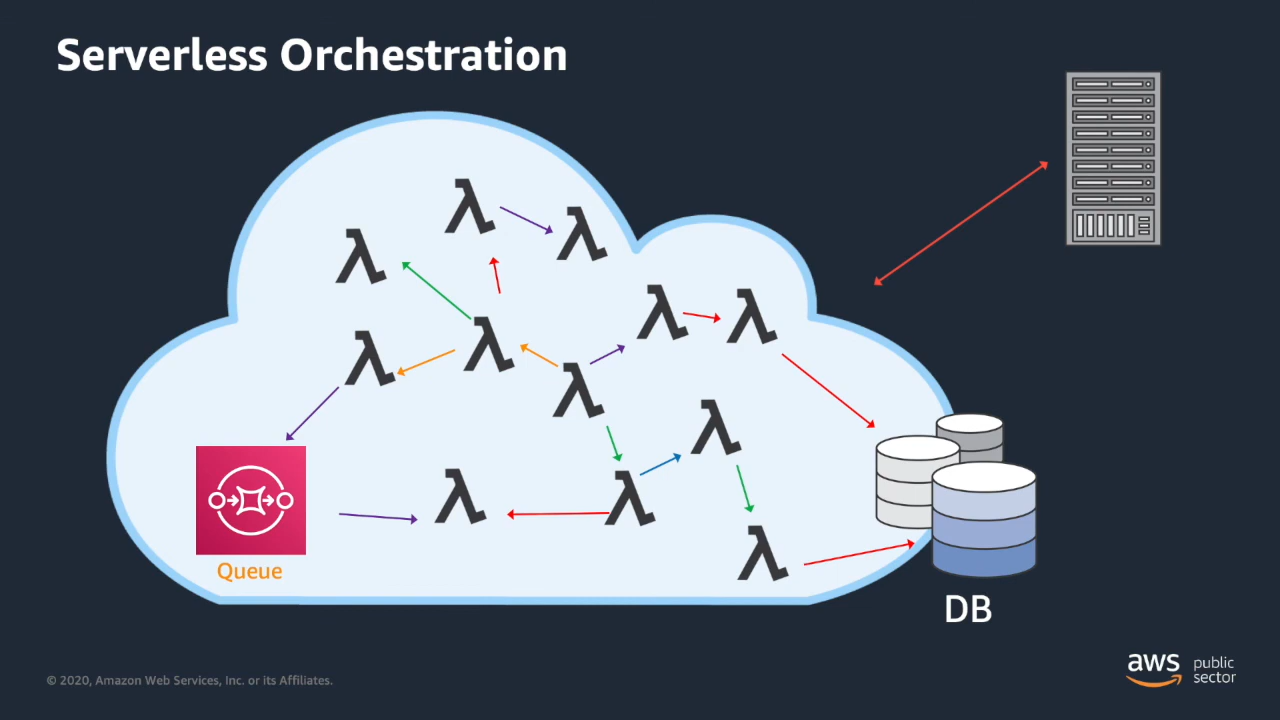 Serverless Orchestration
λ
λ
λ
λ
λ
λ
λ
λ
λ
λ
λ
λ
Queue
DB
© 2020, Amazon Web Services, Inc. or its Affiliates.
aws public
sector